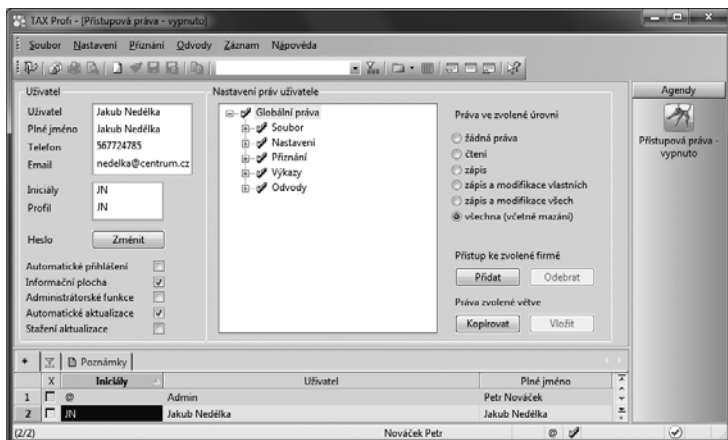 TAX Profi - [Přístupová práva - vypnuto]
Soubor Nastavení Přiznání Odvody Záznam Nápověda
Uživatel
Uživatel Jakub Nedělka
Plné jméno Jakub Nedělka
Telefon 567724785
Email nedelka@centrum.cz
Iniciály JN
Profil JN
Heslo Změnit
Automatické přihlášení
Informační plocha
Administrátorské funkce
Automatické aktualizace
Stažení aktualizace
Nastavení práv uživatele
Globální práva
Soubor
Nastavení
Přiznání
Výkazy
Odvody
Práva ve zvolené úrovni
žádná práva
čtení
zápis
zápis a modifikace vlastních
zápis a modifikace všech
všechna (včetně mazání)
Přístup ke zvolené firmě
Přidat Odebrat
Práva zvolené větve
Kopírovat Vložit
Agendy
Přístupová práva -
vypnuto
Poznámky
X Iniciály Uživatel Plné jméno
1 @ Admin Petr Nováček
2 JN Jakub Nedělka Jakub Nedělka
(2/2) Nováček Petr @